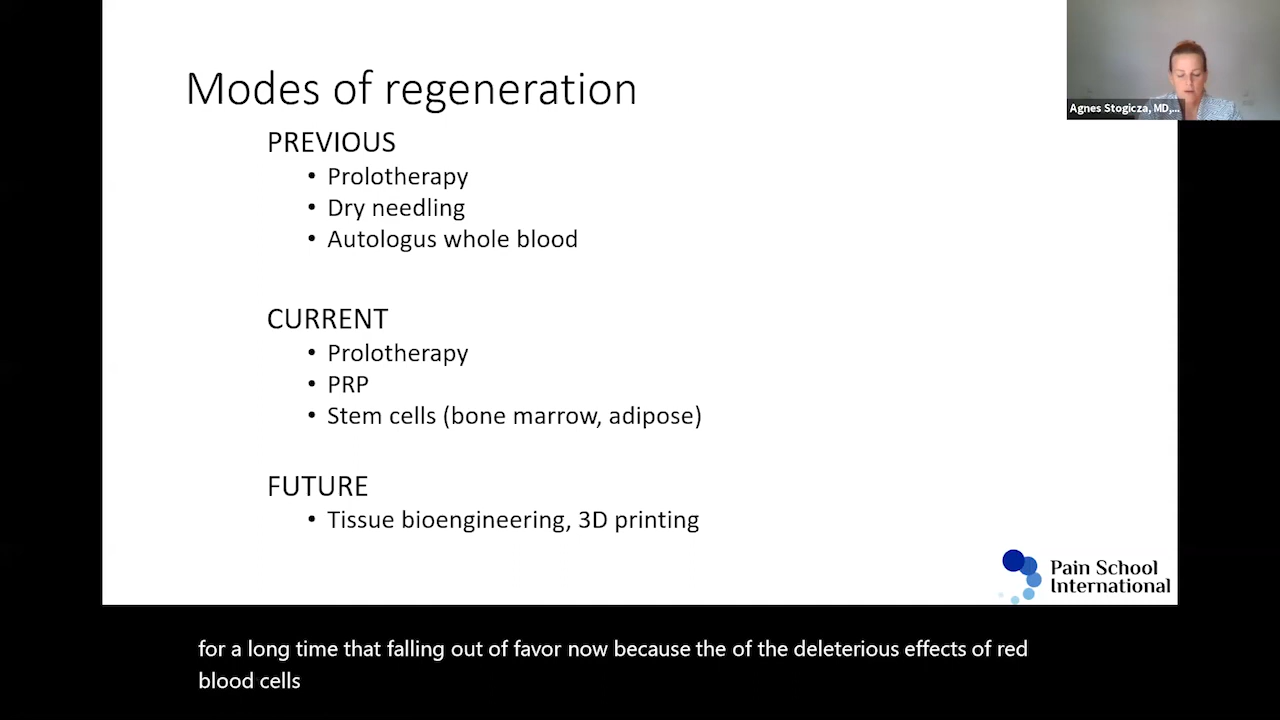 Modes of regeneration
PREVIOUS
• Prolotherapy
• Dry needling
• Autologus whole blood
CURRENT
• Prolotherapy
• PRP
• Stem cells (bone marrow, adipose)
FUTURE
• Tissue bioengineering, 3D printing
Pain School
International
Agnes Stogicza, MD,...
for a long time that falling out of favor now because the of the deleterious effects of red
blood cells